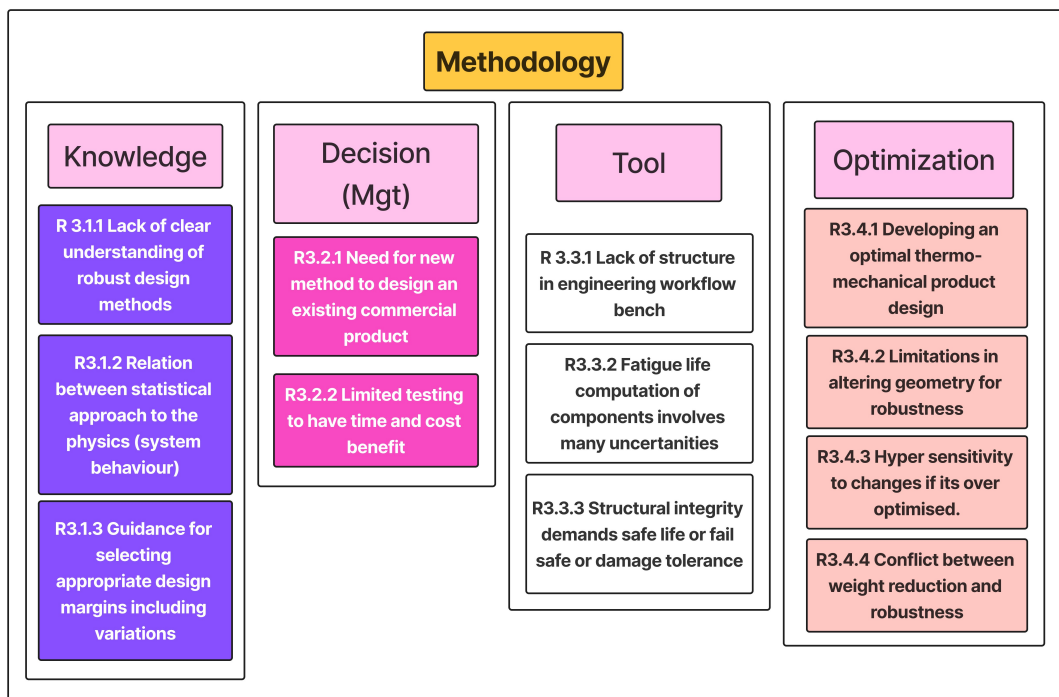 Methodology
Knowledge
R 3.1.1 Lack of clear
understanding of
robust design
methods
R3.1.2 Relation
between statistical
approach to the
physics (system
behaviour)
R3.1.3 Guidance for
selecting
appropriate design
margins including
variations
Decision
(Mgt)
R3.2.1 Need for new
method to design an
existing commercial
product
R3.2.2 Limited testing
to have time and cost
benefit
Tool
R 3.3.1 Lack of structure
in engineering workflow
bench
R3.3.2 Fatigue life
computation of
components involves
many uncertanities
R3.3.3 Structural integrity
demands safe life or fail
safe or damage tolerance
Optimization
R3.4.1 Developing an
optimal thermo-
mechanical product
design
R3.4.2 Limitations in
altering geometry for
robustness
R3.4.3 Hyper sensitivity
to changes if its over
optimised.
R3.4.4 Conflict between
weight reduction and
robustness